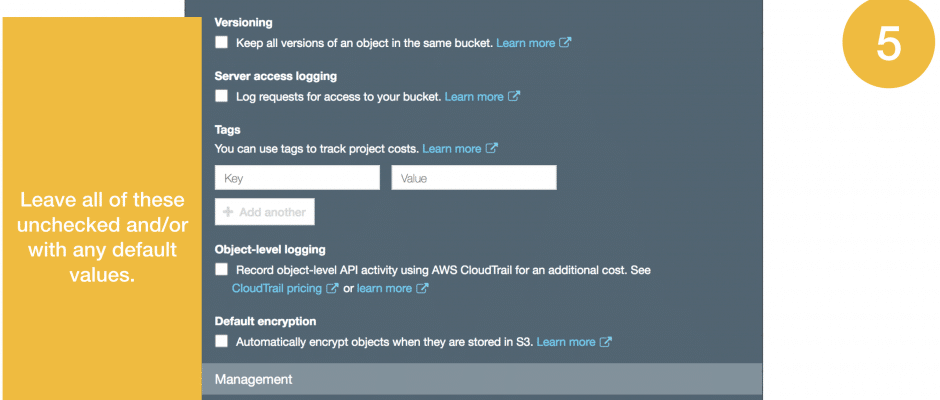 Versioning
Keep all versions of an object in the same bucket. Learn more
5
Server access logging
Log requests for access to your bucket. Learn more
Tags
You can use tags to track project costs. Learn more
Key
Value
+ Add another
Leave all of these
unchecked and/or
with any default
values.
Object-level logging
Record object-level API activity using AWS CloudTrail for an additional cost. See
CloudTrail pricing or learn more
Default encryption
Automatically encrypt objects when they are stored in S3. Learn more
Management